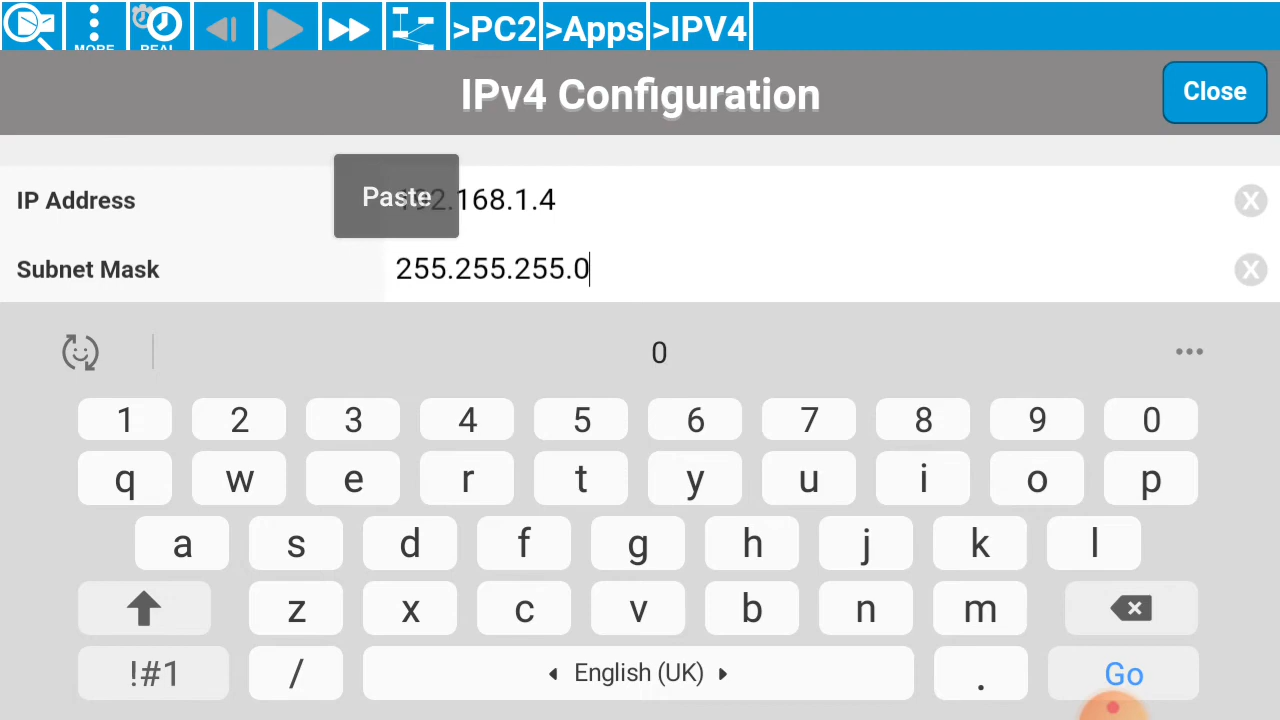 MORE
REAL
>PC2 >Apps >IPV4
IPv4 Configuration
Close
Paste
IP Address 192.168.1.4 X
Subnet Mask 255.255.255.0 X
0
1 2 3 4 5 6 7 8 9 0
q w e r t y u i o p
a s d f g h j k l
z x c v b n m
!#1 / English (UK) . Go